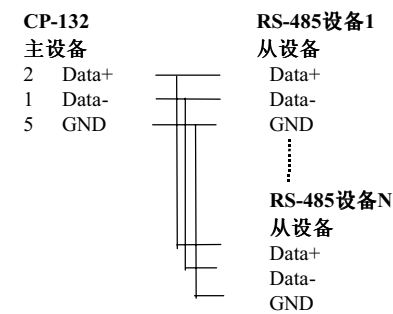 CP-132 RS-485设备1
主设备 从设备
2 Data+ Data+
1 Data- Data-
5 GND GND
RS-485设备N
从设备
Data+
Data-
GND